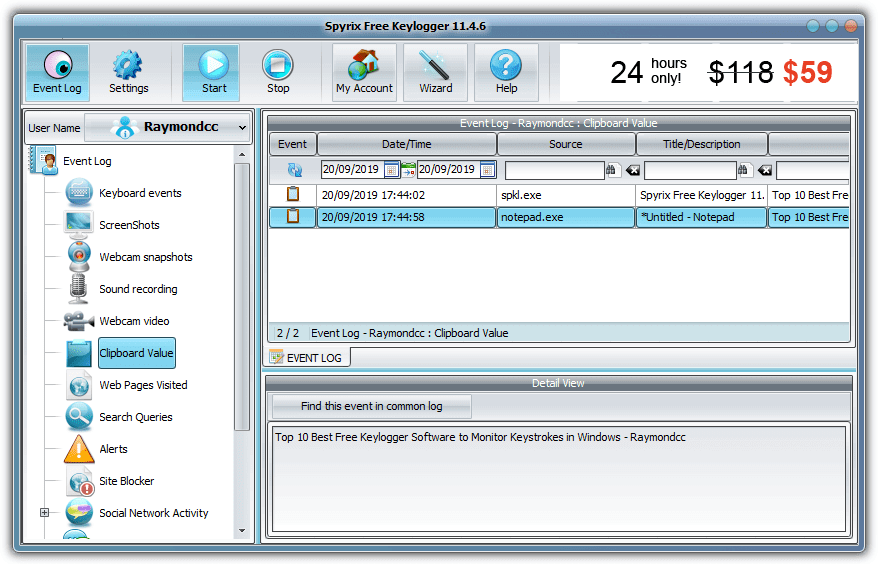 Spyrix Free Keylogger 11.4.6
Event Log
Settings
Start
Stop
My Account
Wizard
Help
24 hours only! $118 $59
User Name Raymondcc
Event Log
Keyboard events
ScreenShots
Webcam snapshots
Sound recording
Webcam video
Clipboard Value
Web Pages Visited
Search Queries
Alerts
Site Blocker
Social Network Activity
Event Log - Raymondcc : Clipboard Value
Event Date/Time Source Title/Description
20/09/2019 20/09/2019
20/09/2019 17:44:02 spkl.exe Spyrix Free Keylogger 11. Top 10 Best Fre
20/09/2019 17:44:58 notepad.exe *Untitled - Notepad Top 10 Best Fre
2 / 2 Event Log - Raymondcc : Clipboard Value
EVENT LOG
Detail View
Find this event in common log
Top 10 Best Free Keylogger Software to Monitor Keystrokes in Windows - Raymondcc